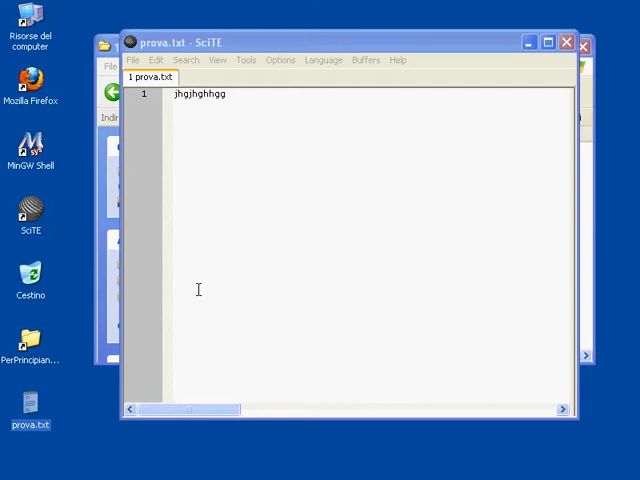 Risorse del
computer
Mozilla Firefox
MinGW Shell
SciTE
Cestino
PerPrincipian...
prova.txt
prova.txt - SciTE
File Edit Search View Tools Options Language Buffers Help
1 prova.txt
1 jhgjhghhgg
File
Indir
sys